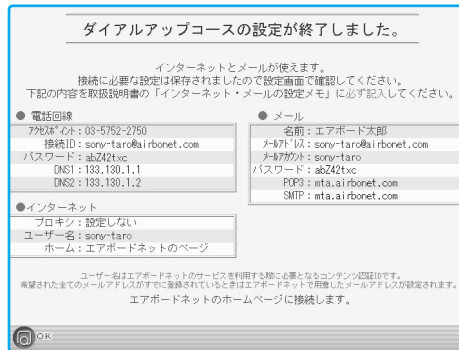 ダイアルアップコースの設定が終了しました。
インターネットとメールが使えます。
接続に必要な設定は保存されましたので設定画面で確認してください。
下記の内容を取扱説明書の「インターネット・メールの設定メモ」に必ず記入してください。
● 電話回線
アクセスポイント：03-5752-2750
接続ID：sony-taro@airbonet.com
パスワード：abZ42txc
DNS1：133.130.1.1
DNS2：133.130.1.2
●インターネット
プロキシ：設定しない
ユーザー名：sony-taro
ホーム：エアボードネットのページ
● メール
名前：エアボード太郎
メールアドレス：sony-taro@airbonet.com
メールアカウント：sony-taro
パスワード：abZ42txc
POP3：mta.airbonet.com
SMTP：mta.airbonet.com
ユーザー名はエアボードネットのサービスを利用する際に必要となるコンテンツ認証IDです。
希望された全てのメールアドレスがすでに登録されているときはエアボードネットで用意したメールアドレスが設定されます。
エアボードネットのホームページに接続します。
OK